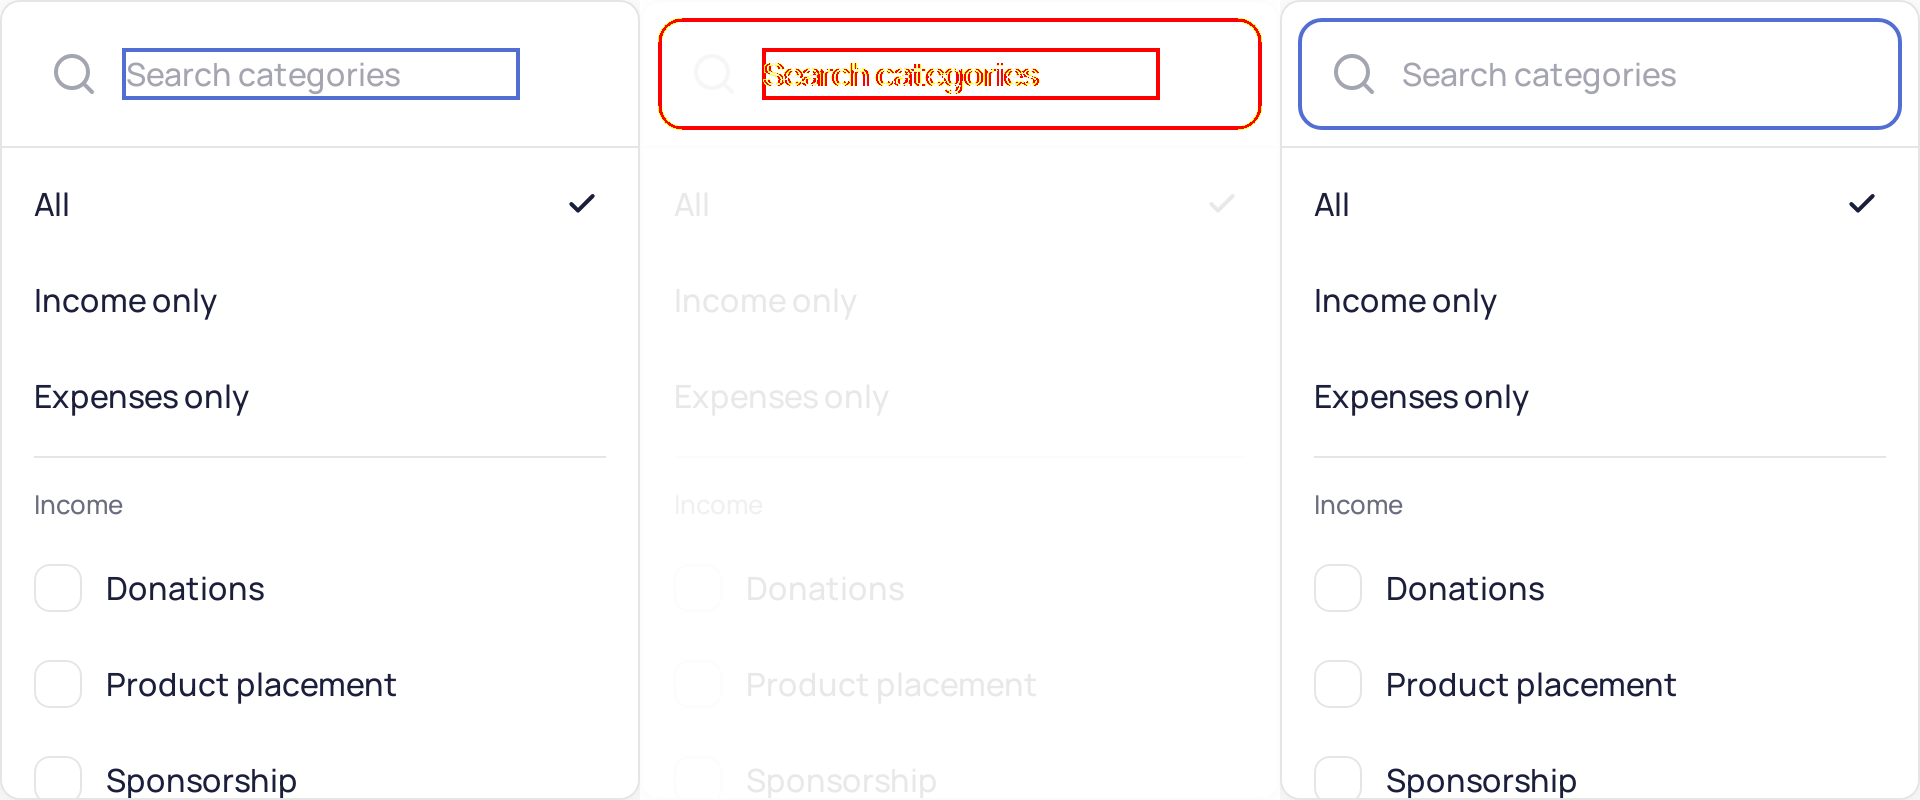 Search categories
All
Income only
Expenses only
Income
Donations
Product placement
Sponsorship
Search categories
All
Income only
Expenses only
Income
Donations
Product placement
Sponsorship
Search categories
All
Income only
Expenses only
Income
Donations
Product placement
Sponsorship